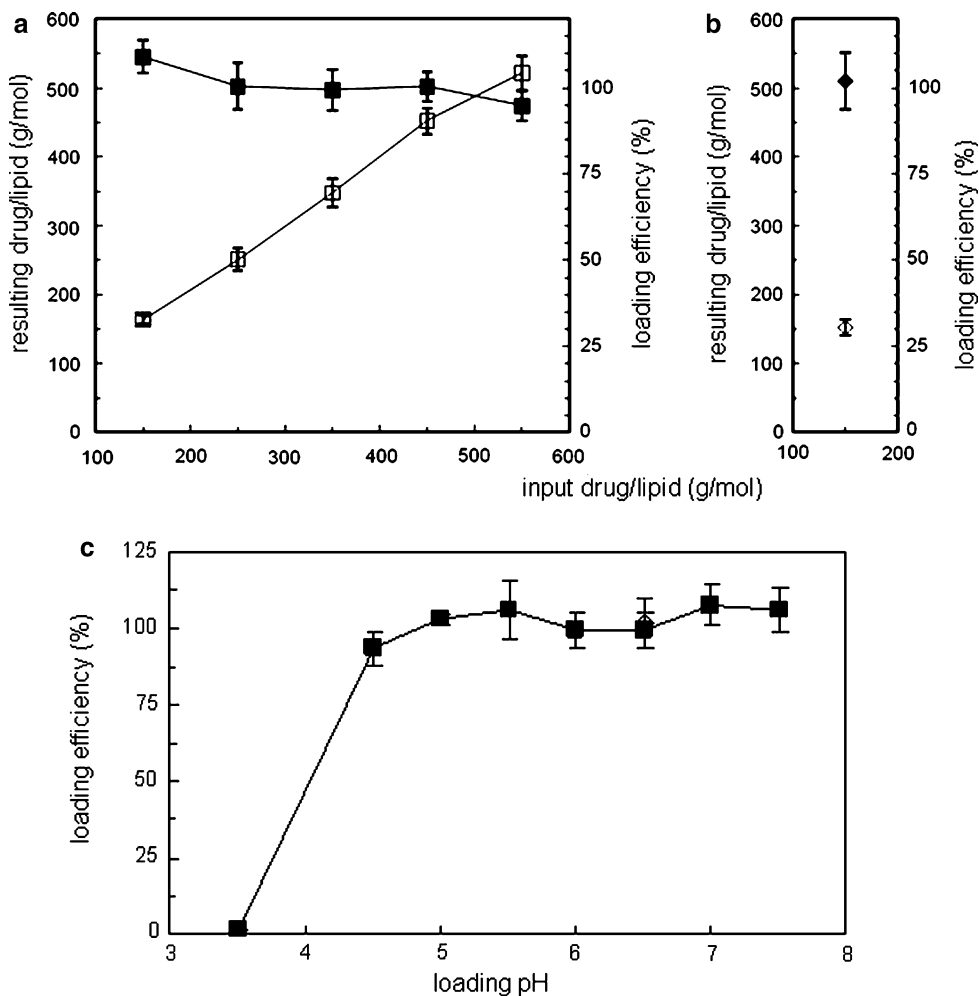 a
600
500
400
300
200
100
0
resulting drug/lipid (g/mol)
100
75
50
25
0
loading efficiency (%)
100 200 300 400 500 600
b
600
500
400
300
200
100
0
resulting drug/lipid (g/mol)
100
75
50
25
0
loading efficiency (%)
100 200
input drug/lipid (g/mol)
c
125
100
75
50
25
0
loading efficiency (%)
3 4 5 6 7 8
loading pH